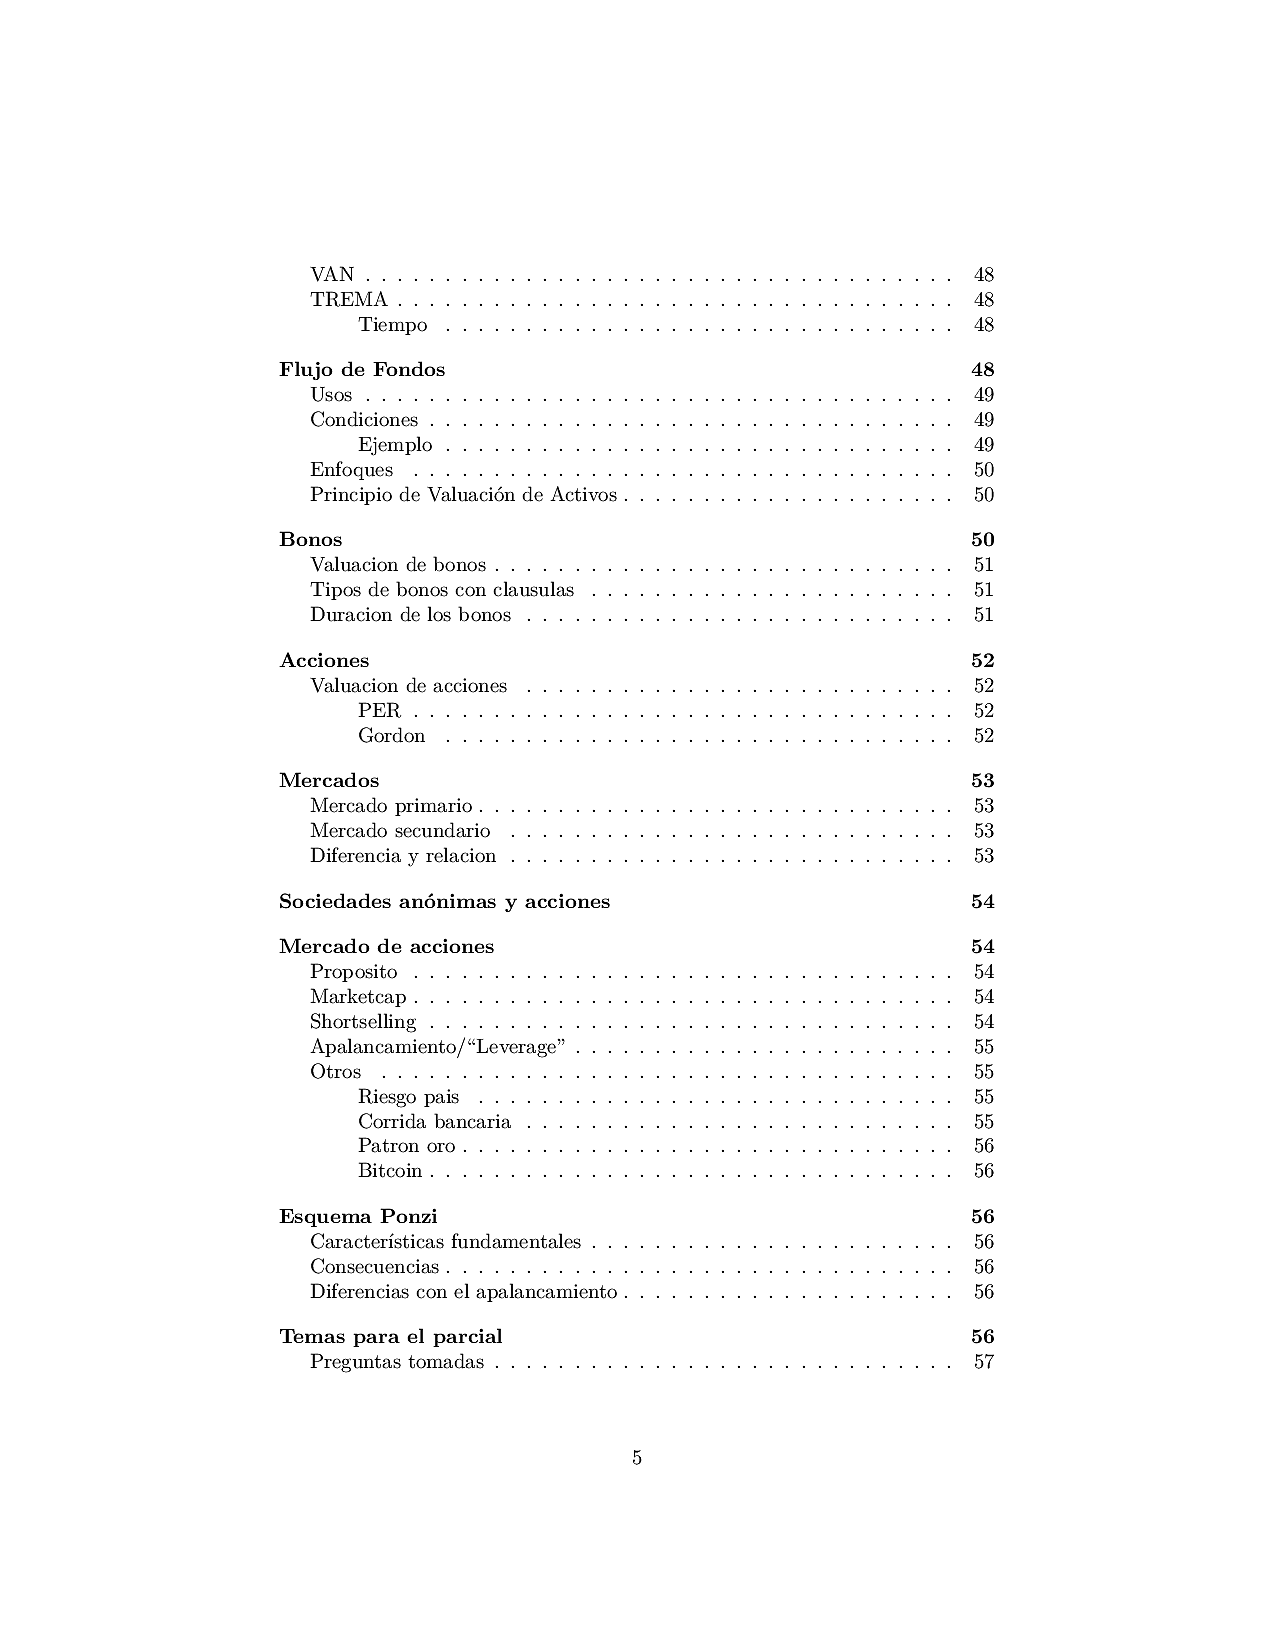 VAN . . . . . . . . . . . . . . . . . . . . . . . . . . . . . . . . . . . . . 48
TREMA . . . . . . . . . . . . . . . . . . . . . . . . . . . . . . . . . . . 48
Tiempo . . . . . . . . . . . . . . . . . . . . . . . . . . . . . . . . 48
Flujo de Fondos 48
Usos . . . . . . . . . . . . . . . . . . . . . . . . . . . . . . . . . . . . . 49
Condiciones . . . . . . . . . . . . . . . . . . . . . . . . . . . . . . . . . 49
Ejemplo . . . . . . . . . . . . . . . . . . . . . . . . . . . . . . . . 49
Enfoques . . . . . . . . . . . . . . . . . . . . . . . . . . . . . . . . . . 50
Principio de Valuación de Activos . . . . . . . . . . . . . . . . . . . . . 50
Bonos 50
Valuacion de bonos . . . . . . . . . . . . . . . . . . . . . . . . . . . . . 51
Tipos de bonos con clausulas . . . . . . . . . . . . . . . . . . . . . . . 51
Duracion de los bonos . . . . . . . . . . . . . . . . . . . . . . . . . . . 51
Acciones 52
Valuacion de acciones . . . . . . . . . . . . . . . . . . . . . . . . . . . 52
PER . . . . . . . . . . . . . . . . . . . . . . . . . . . . . . . . . . 52
Gordon . . . . . . . . . . . . . . . . . . . . . . . . . . . . . . . . 52
Mercados 53
Mercado primario . . . . . . . . . . . . . . . . . . . . . . . . . . . . . . 53
Mercado secundario . . . . . . . . . . . . . . . . . . . . . . . . . . . . 53
Diferencia y relacion . . . . . . . . . . . . . . . . . . . . . . . . . . . . 53
Sociedades anónimas y acciones 54
Mercado de acciones 54
Proposito . . . . . . . . . . . . . . . . . . . . . . . . . . . . . . . . . . 54
Marketcap . . . . . . . . . . . . . . . . . . . . . . . . . . . . . . . . . . 54
Shortselling . . . . . . . . . . . . . . . . . . . . . . . . . . . . . . . . . 54
Apalancamiento/“Leverage” . . . . . . . . . . . . . . . . . . . . . . . . 55
Otros . . . . . . . . . . . . . . . . . . . . . . . . . . . . . . . . . . . . 55
Riesgo pais . . . . . . . . . . . . . . . . . . . . . . . . . . . . . . 55
Corrida bancaria . . . . . . . . . . . . . . . . . . . . . . . . . . . 55
Patron oro . . . . . . . . . . . . . . . . . . . . . . . . . . . . . . . 56
Bitcoin . . . . . . . . . . . . . . . . . . . . . . . . . . . . . . . . . 56
Esquema Ponzi 56
Características fundamentales . . . . . . . . . . . . . . . . . . . . . . . 56
Consecuencias . . . . . . . . . . . . . . . . . . . . . . . . . . . . . . . . 56
Diferencias con el apalancamiento . . . . . . . . . . . . . . . . . . . . . 56
Temas para el parcial 56
Preguntas tomadas . . . . . . . . . . . . . . . . . . . . . . . . . . . . . 57
5